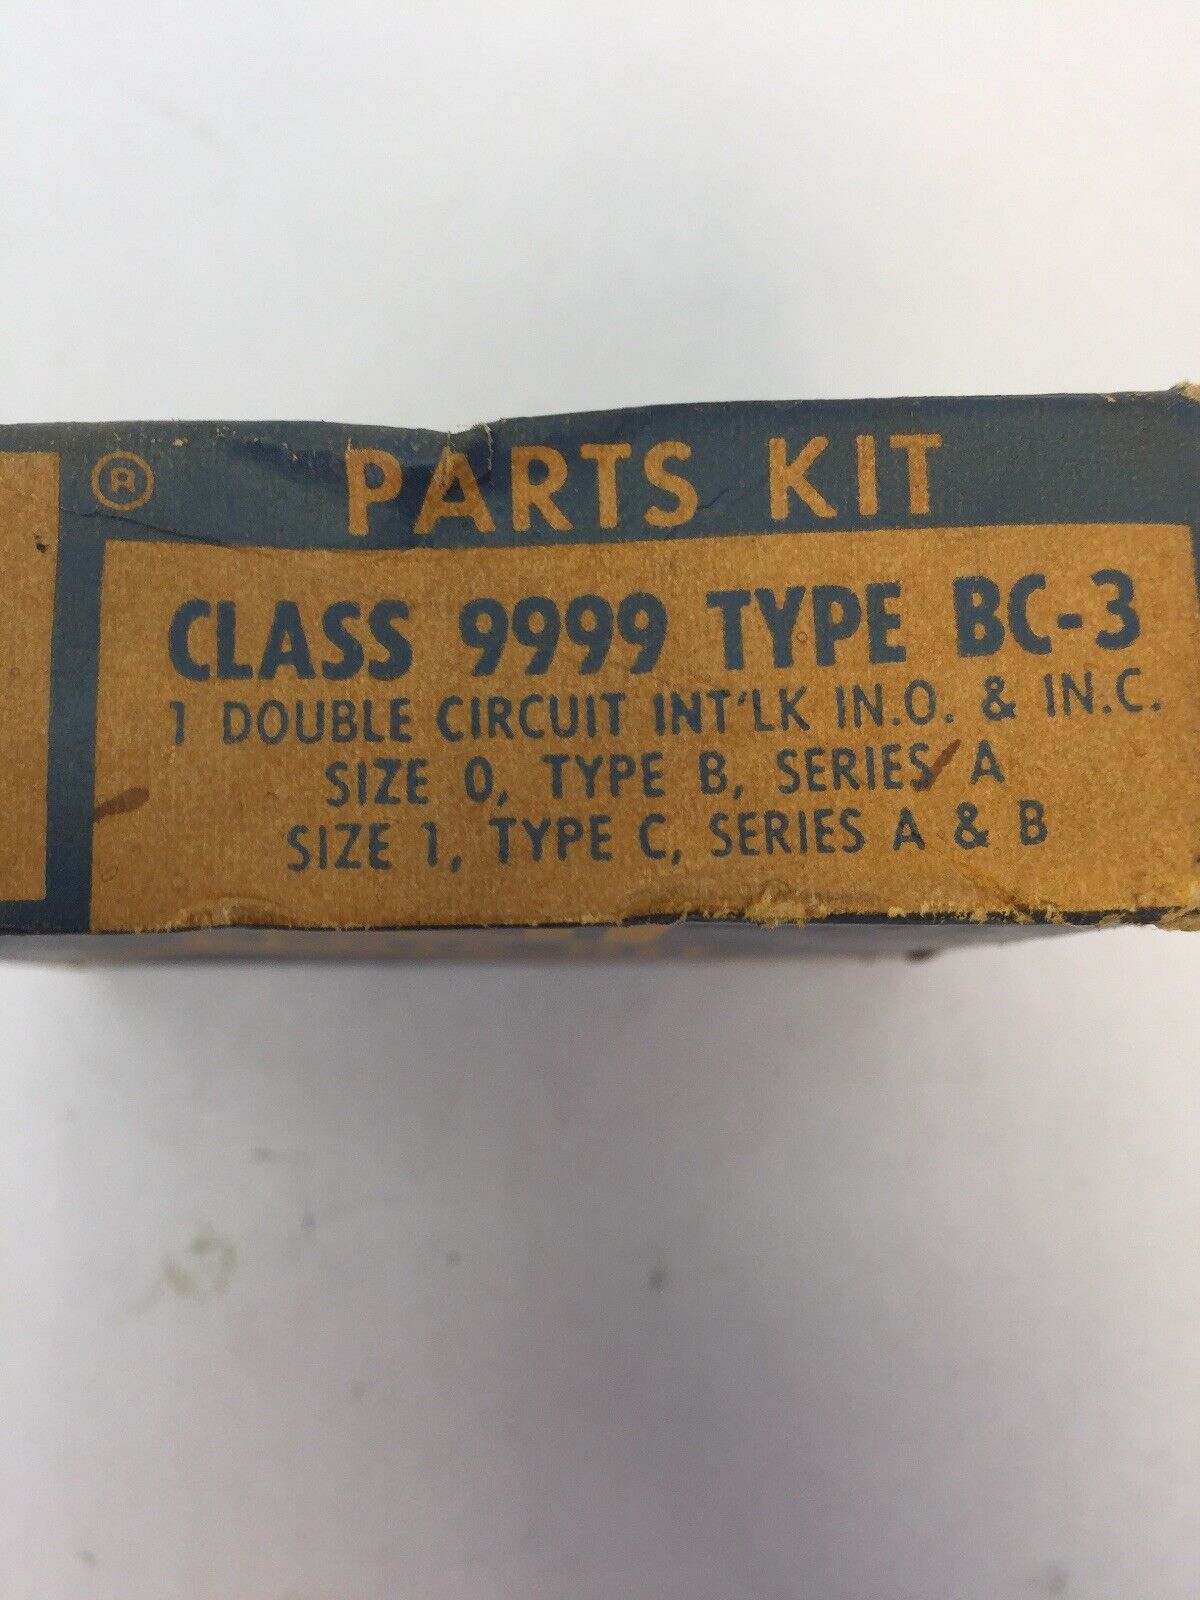 ® PARTS KIT
CLASS 9999 TYPE BC-3
1 DOUBLE CIRCUIT INT'LK IN.O. & IN.C.
SIZE 0, TYPE B, SERIES A
SIZE 1, TYPE C, SERIES A & B